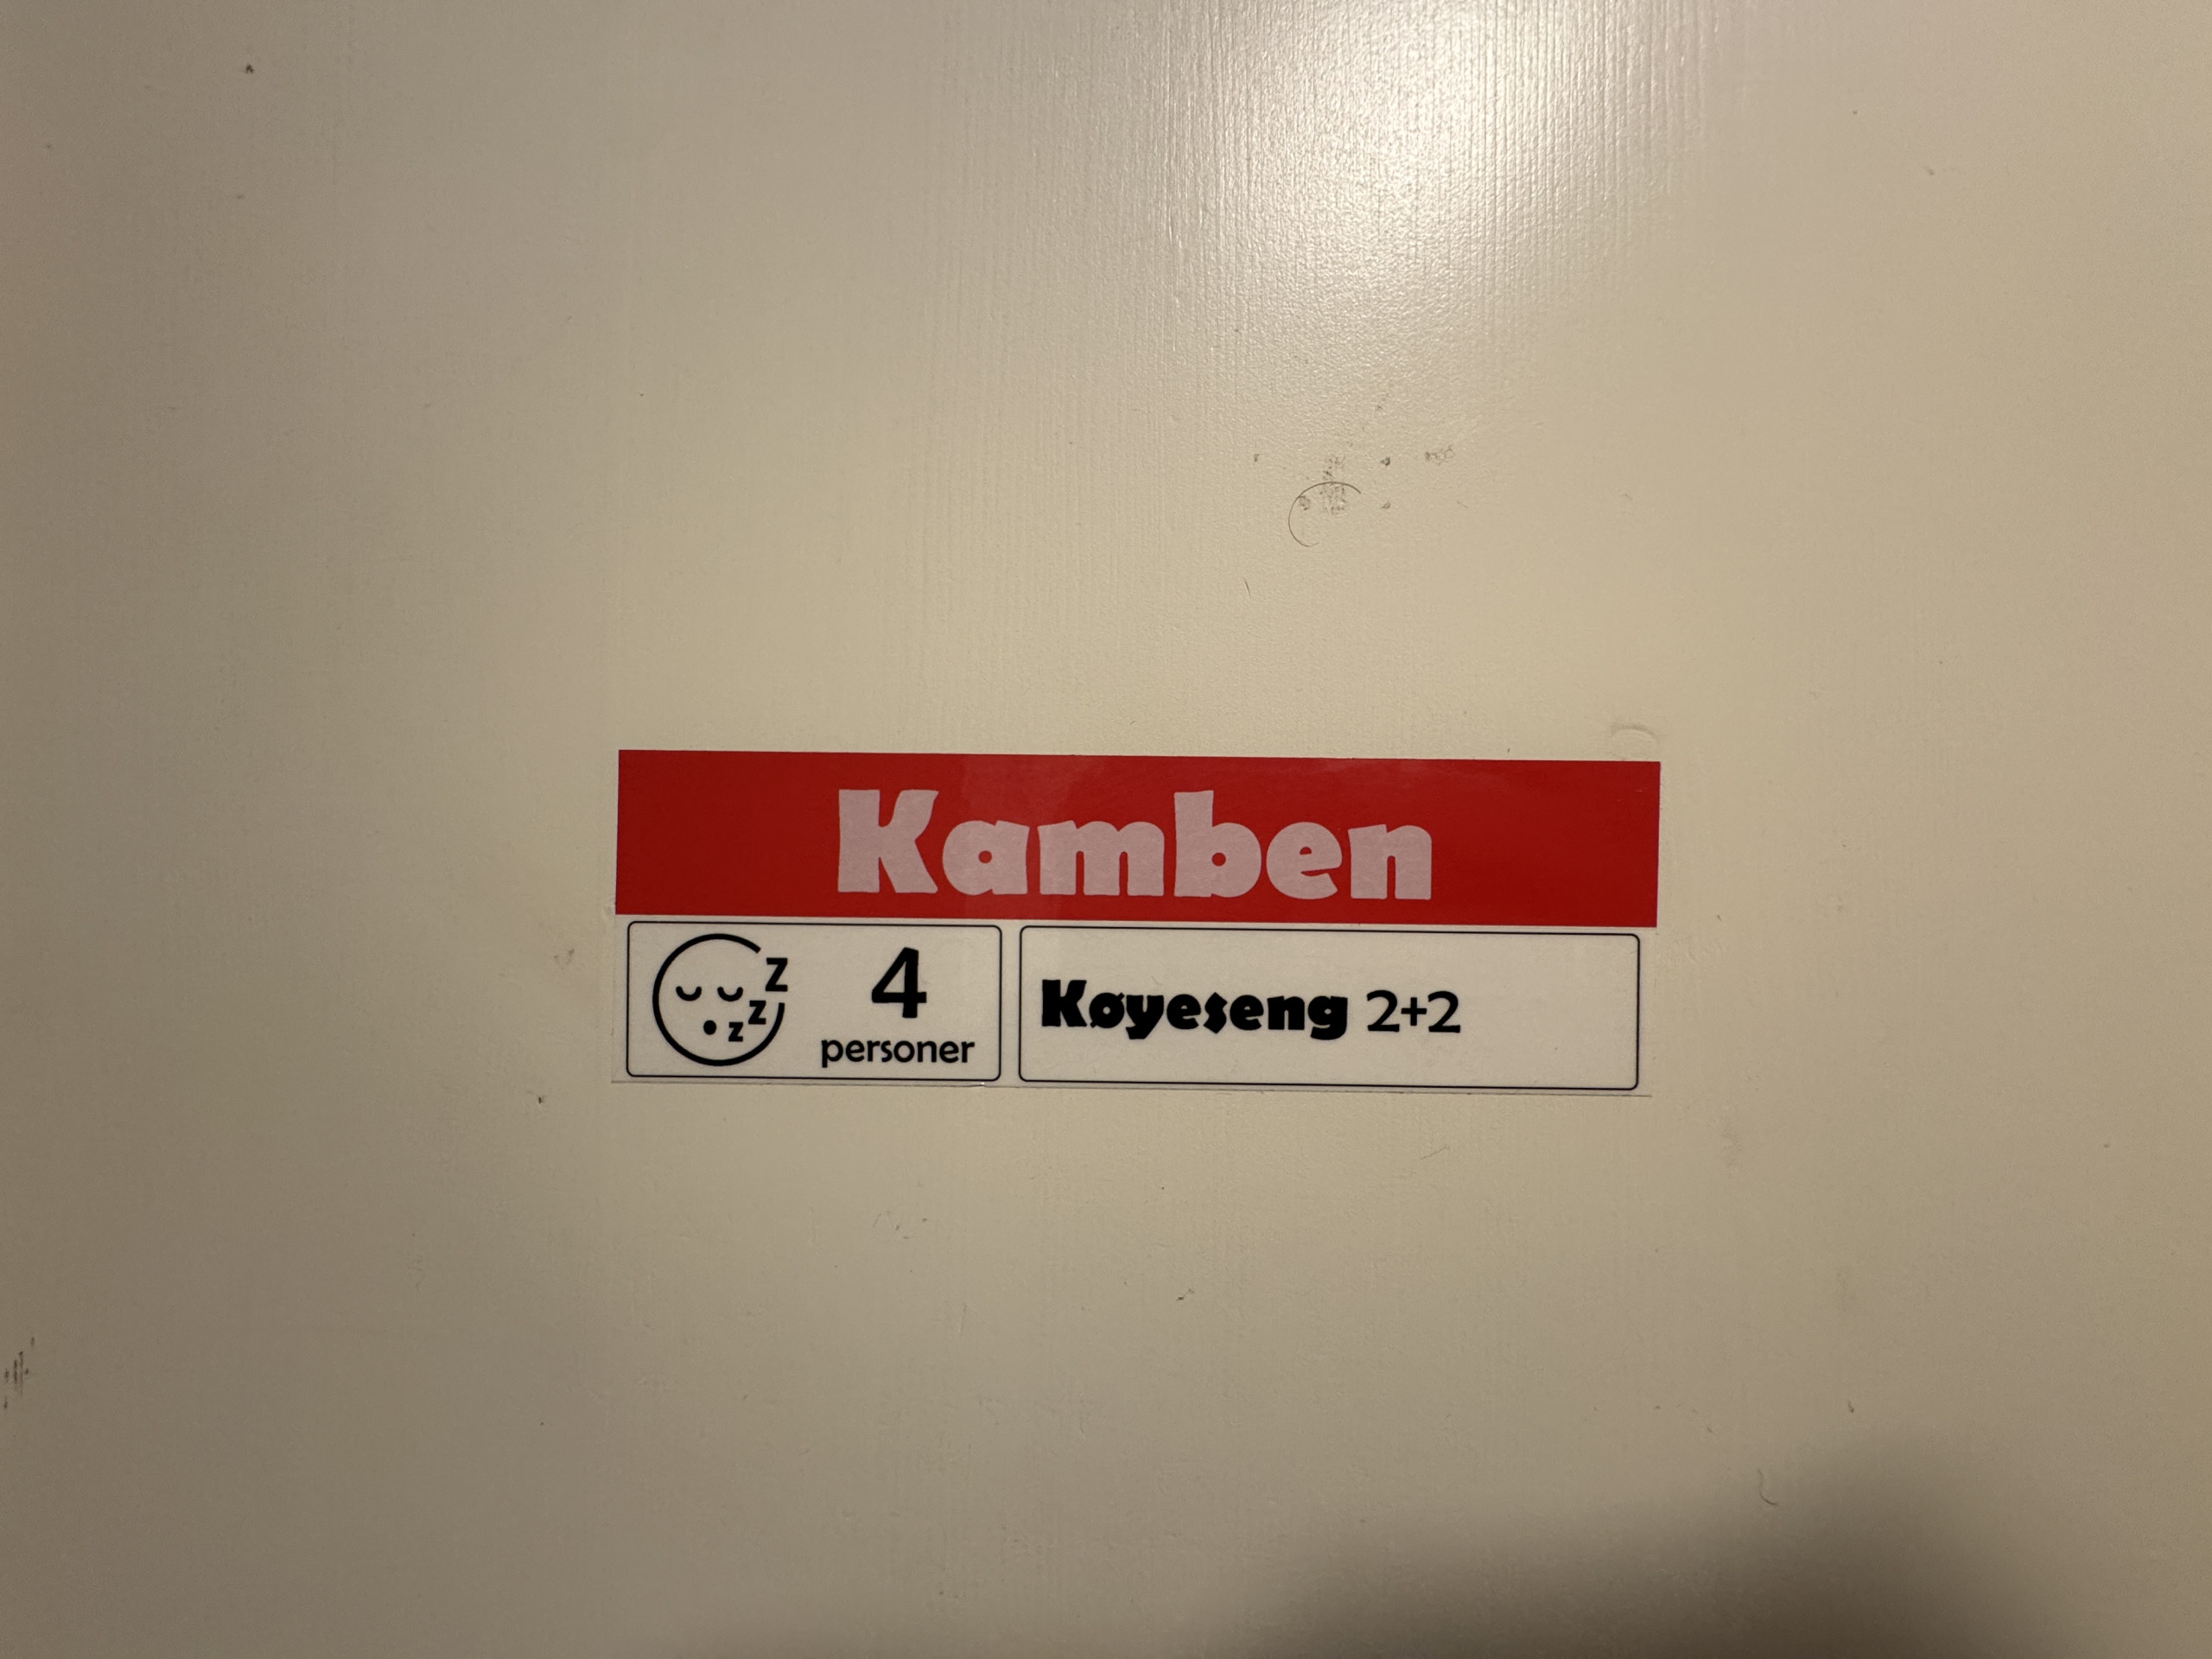 Kamben
z
z
z
4
personer
Køyeseng 2+2